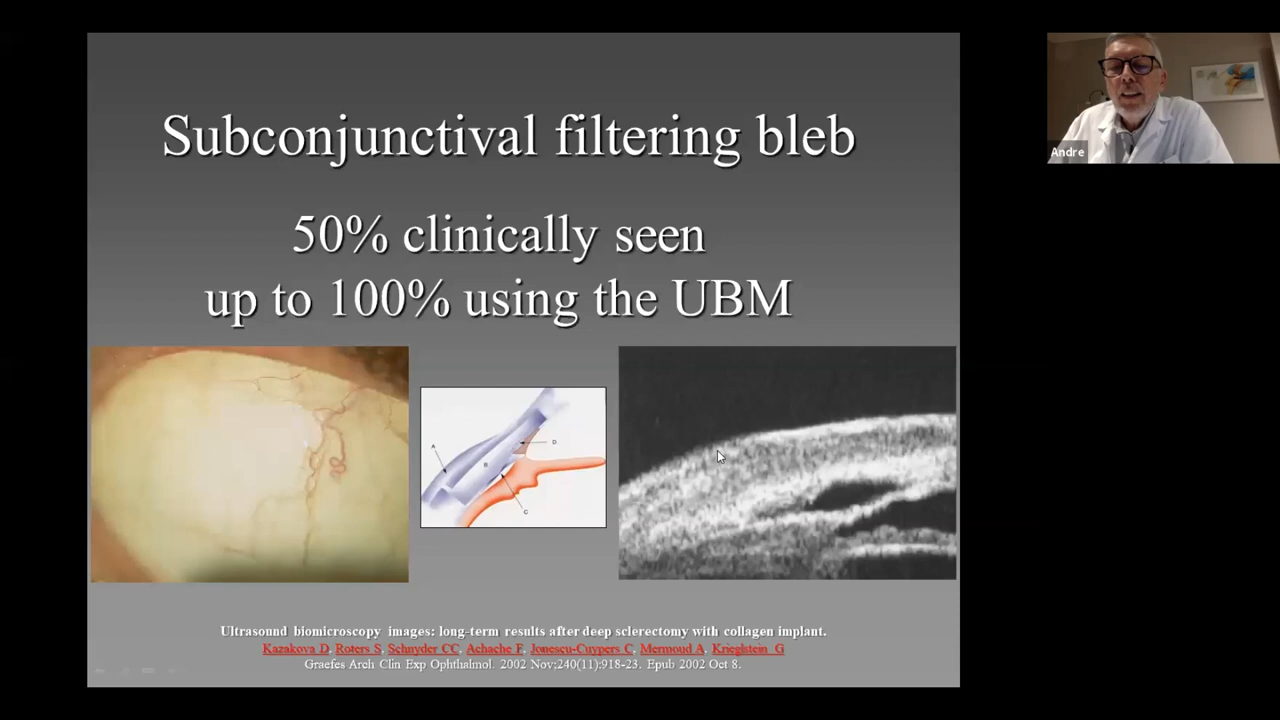 Subconjunctival filtering bleb
50% clinically seen
up to 100% using the UBM
Andre
A
B
C
D
Ultrasound biomicroscopy images: long-term results after deep sclerectomy with collagen implant.
Kazakova D, Roters S, Schnyder CC, Achache F, Jonescu-Cuypers C, Mermoud A, Krieglstein G
Graefes Arch Clin Exp Ophthalmol. 2002 Nov;240(11):918-23. Epub 2002 Oct 8.